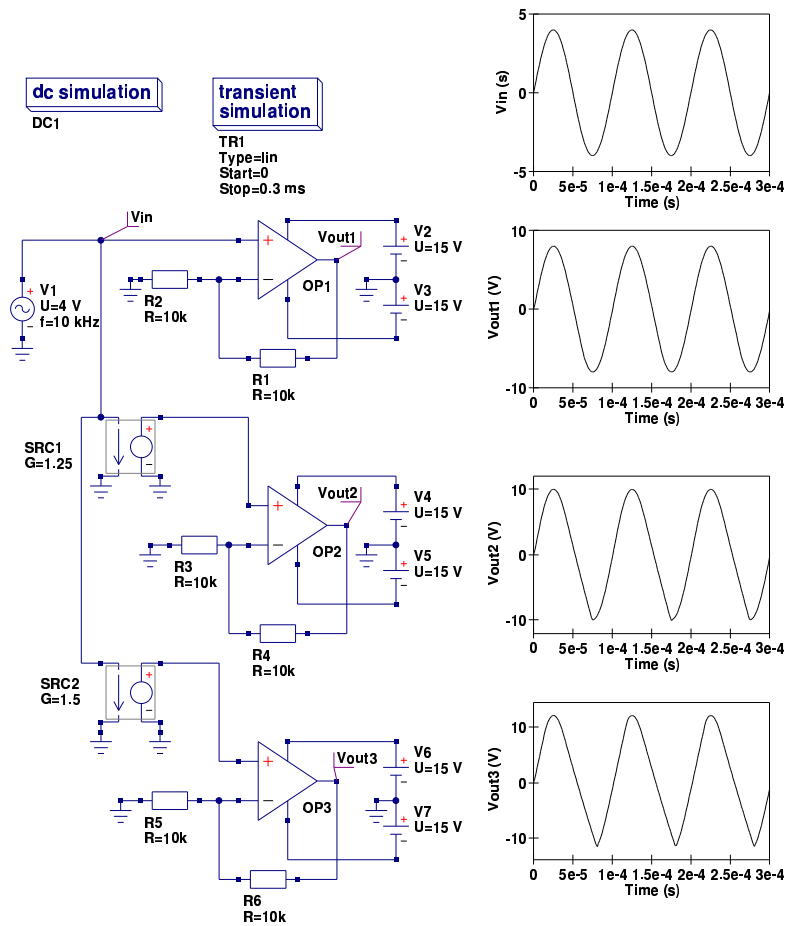 dc simulation
DC1
transient
simulation
TR1
Type=lin
Start=0
Stop=0.3 ms
Vin
V1
U=4 V
f=10 kHz
+
−
+
−
R2
R=10k
OP1
Vout1
R1
R=10k
V2
U=15 V
V3
U=15 V
+
−
+
−
SRC1
G=1.25
+
−
+
−
R3
R=10k
OP2
Vout2
R4
R=10k
V4
U=15 V
V5
U=15 V
+
−
+
−
SRC2
G=1.5
+
−
+
−
R5
R=10k
OP3
Vout3
R6
R=10k
V6
U=15 V
V7
U=15 V
+
−
+
−
Vin (s)
5
0
-5
0 5e-5 1e-4 1.5e-4 2e-4 2.5e-4 3e-4
Time (s)
Vout1 (V)
10
0
-10
0 5e-5 1e-4 1.5e-4 2e-4 2.5e-4 3e-4
Time (s)
Vout2 (V)
10
0
-10
0 5e-5 1e-4 1.5e-4 2e-4 2.5e-4 3e-4
Time (s)
Vout3 (V)
10
0
-10
0 5e-5 1e-4 1.5e-4 2e-4 2.5e-4 3e-4
Time (s)